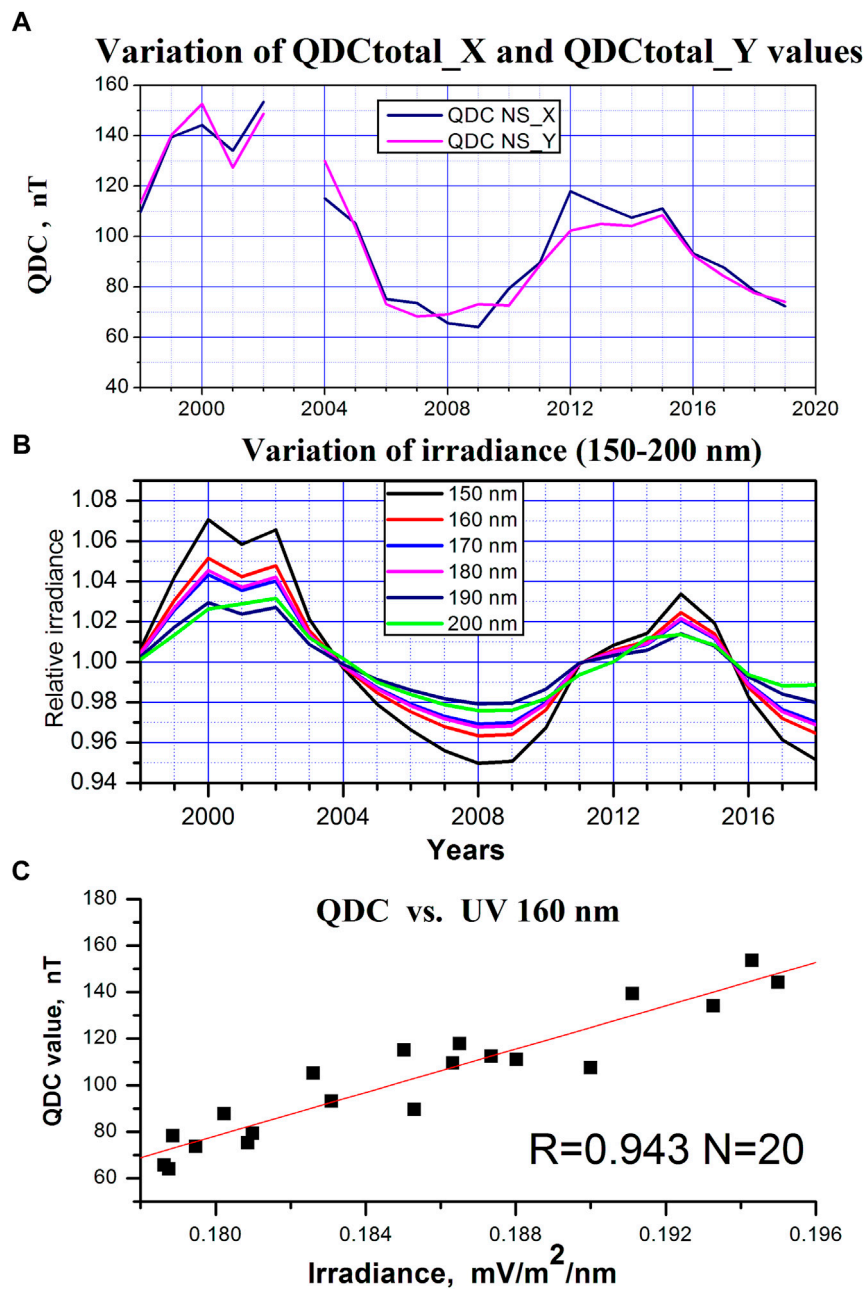 A
Variation of QDCtotal_X and QDCtotal_Y values
160
140
120
100
80
60
40
QDC , nT
QDC NS_X
QDC NS_Y
2000
2004
2008
2012
2016
2020
B
Variation of irradiance (150-200 nm)
1.08
1.06
1.04
1.02
1.00
0.98
0.96
0.94
Relative irradiance
150 nm
160 nm
170 nm
180 nm
190 nm
200 nm
2000
2004
2008
2012
2016
Years
C
QDC vs. UV 160 nm
180
160
140
120
100
80
60
QDC value, nT
R=0.943 N=20
0.180
0.184
0.188
0.192
0.196
Irradiance, mV/m²/nm